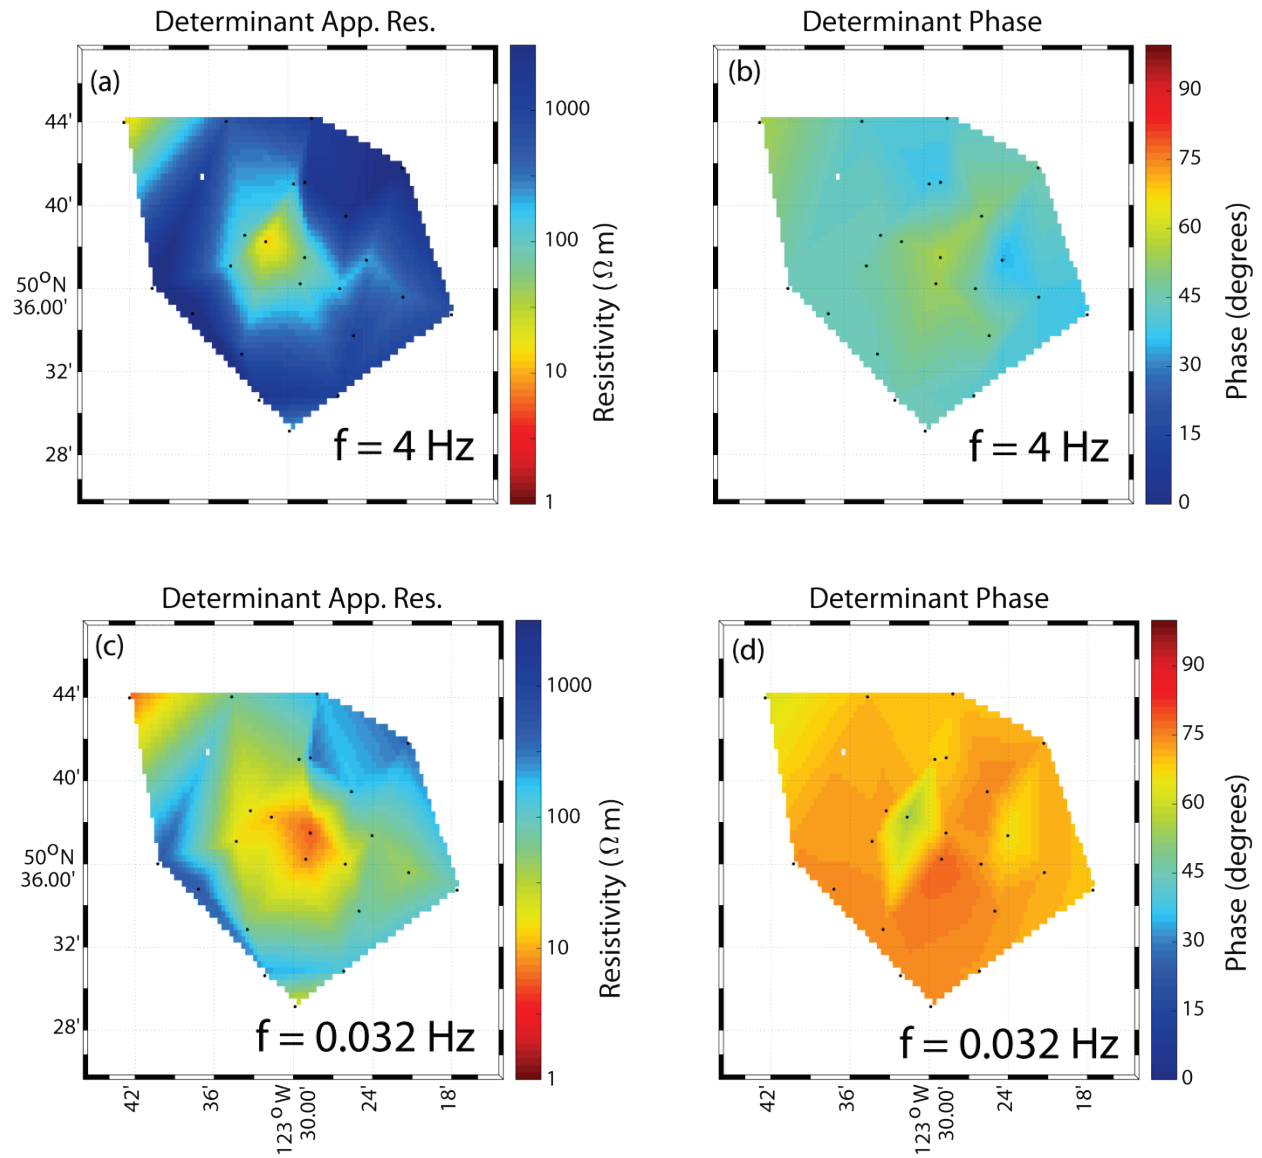 Determinant App. Res.
Determinant Phase
(a)
(b)
44'
40'
50°N
36.00'
32'
28'
f = 4 Hz
1000
100
10
1
Resistivity (Ω m)
f = 4 Hz
90
75
60
45
30
15
0
Phase (degrees)
Determinant App. Res.
Determinant Phase
(c)
(d)
44'
40'
50°N
36.00'
32'
28'
f = 0.032 Hz
1000
100
10
1
Resistivity (Ω m)
f = 0.032 Hz
90
75
60
45
30
15
0
Phase (degrees)
42'
36'
123°W
30.00'
24'
18'
42'
36'
123°W
30.00'
24'
18'